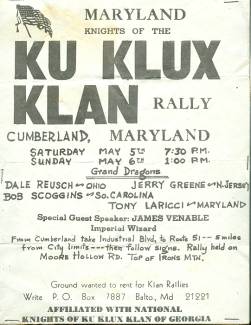 MARYLAND
KNIGHTS OF THE
KU KLUX
KLAN RALLY
CUMBERLAND, MARYLAND
SATURDAY MAY 5th 7:30 P.M.
SUNDAY MAY 6th 1:00 P.M.
Grand Dragons
DALE REUSCH ~ OHIO JERRY GREENE ~ N.JERSEY
BOB SCOGGINS ~ SO. CAROLINA
TONY LARICCI ~ MARYLAND
Special Guest Speaker: JAMES VENABLE
Imperial Wizard
From Cumberland take Industrial Blvd, to Route 51 -- 5 miles
from City limits --- then follow signs. Rally held on
Moore Hollow Rd. Top of Irons Mtn.
Ground wanted to rent for Klan Rallies
Write P. O. Box 7887 Balto, Md 21221
AFFILIATED WITH NATIONAL
KNIGHTS OF KU KLUX KLAN OF GEORGIA